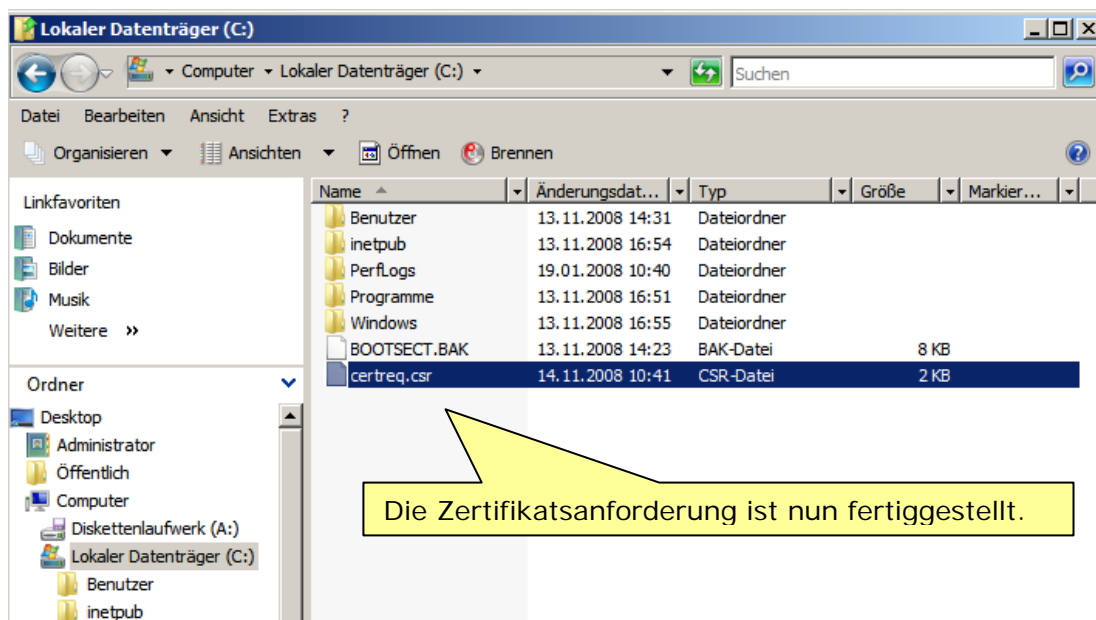 Lokaler Datenträger (C:)
Computer Lokaler Datenträger (C:) Suchen
Datei Bearbeiten Ansicht Extras ?
Organisieren Ansichten Öffnen Brennen
Linkfavoriten
Dokumente
Bilder
Musik
Weitere »
Ordner
Desktop
Administrator
Öffentlich
Computer
Diskettenlaufwerk (A:)
Lokaler Datenträger (C:)
Benutzer
inetpub
Name Änderungsdat... Typ Größe Markier...
Benutzer 13.11.2008 14:31 Dateiordner
inetpub 13.11.2008 16:54 Dateiordner
PerfLogs 19.01.2008 10:40 Dateiordner
Programme 13.11.2008 16:51 Dateiordner
Windows 13.11.2008 16:55 Dateiordner
BOOTSECT.BAK 13.11.2008 14:23 BAK-Datei 8 KB
certreq.csr 14.11.2008 10:41 CSR-Datei 2 KB
Die Zertifikatsanforderung ist nun fertiggestellt.